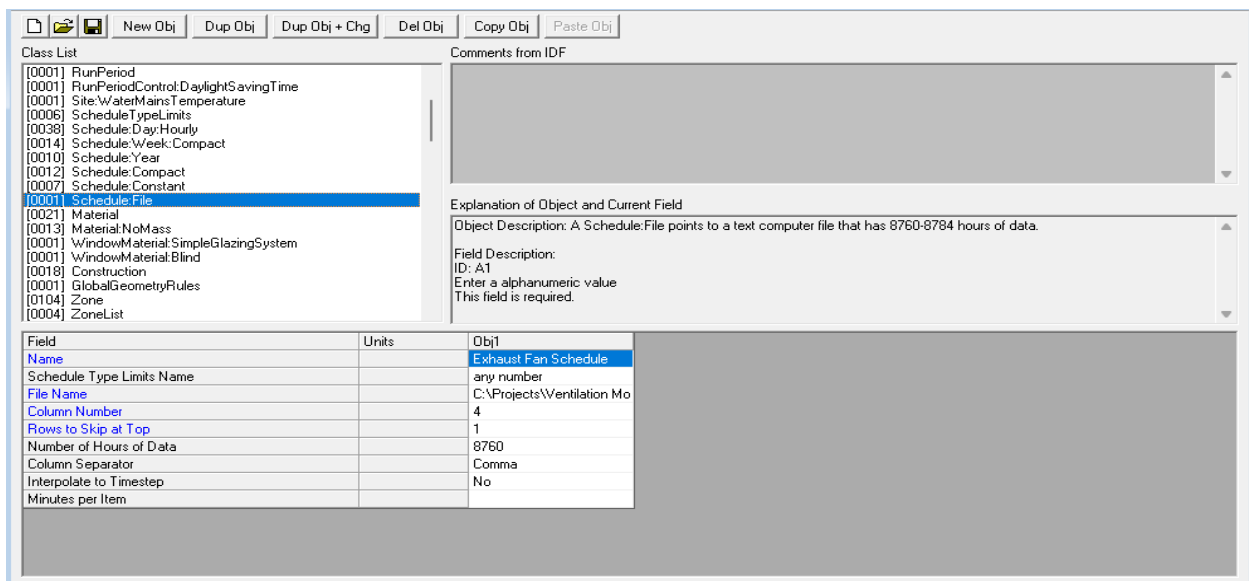 New Obj Dup Obj Dup Obj + Chg Del Obj Copy Obj Paste Obj
Class List
[0001] RunPeriod
[0001] RunPeriodControl:DaylightSavingTime
[0001] Site:WaterMainsTemperature
[0006] ScheduleTypeLimits
[0038] Schedule:Day:Hourly
[0014] Schedule:Week:Compact
[0010] Schedule:Year
[0012] Schedule:Compact
[0007] Schedule:Constant
[0001] Schedule:File
[0021] Material
[0013] Material:NoMass
[0001] WindowMaterial:SimpleGlazingSystem
[0001] WindowMaterial:Blind
[0018] Construction
[0001] GlobalGeometryRules
[0104] Zone
[0004] ZoneList
Comments from IDF
Explanation of Object and Current Field
Object Description: A Schedule:File points to a text computer file that has 8760-8784 hours of data.
Field Description:
ID: A1
Enter a alphanumeric value
This field is required.
Field Units Obj1
Name Exhaust Fan Schedule
Schedule Type Limits Name any number
File Name C:\Projects\Ventilation Mo
Column Number 4
Rows to Skip at Top 1
Number of Hours of Data 8760
Column Separator Comma
Interpolate to Timestep No
Minutes per Item